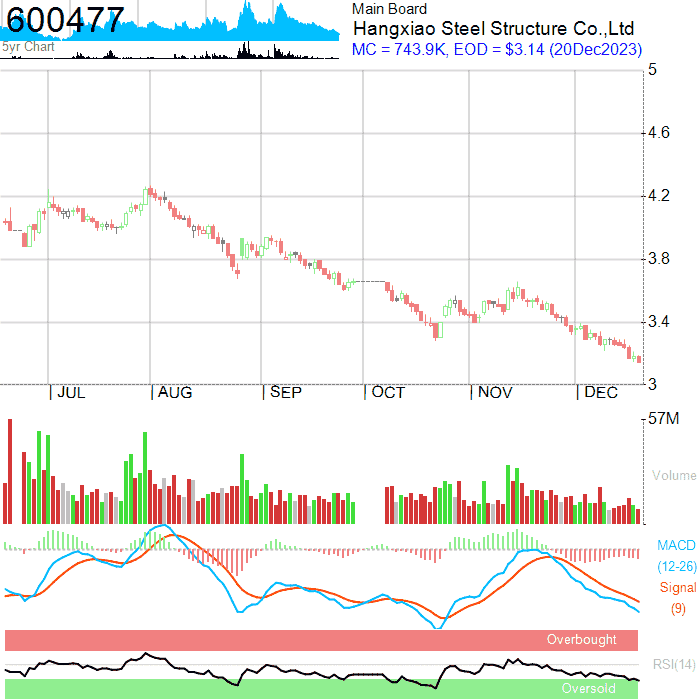 600477
5yr Chart
Main Board
Hangxiao Steel Structure Co.,Ltd
MC = 743.9K, EOD = $3.14 (20Dec2023)
5
4.6
4.2
3.8
3.4
3
JUL AUG SEP OCT NOV DEC
57M
Volume
MACD
(12-26)
Signal
(9)
Overbought
RSI(14)
Oversold